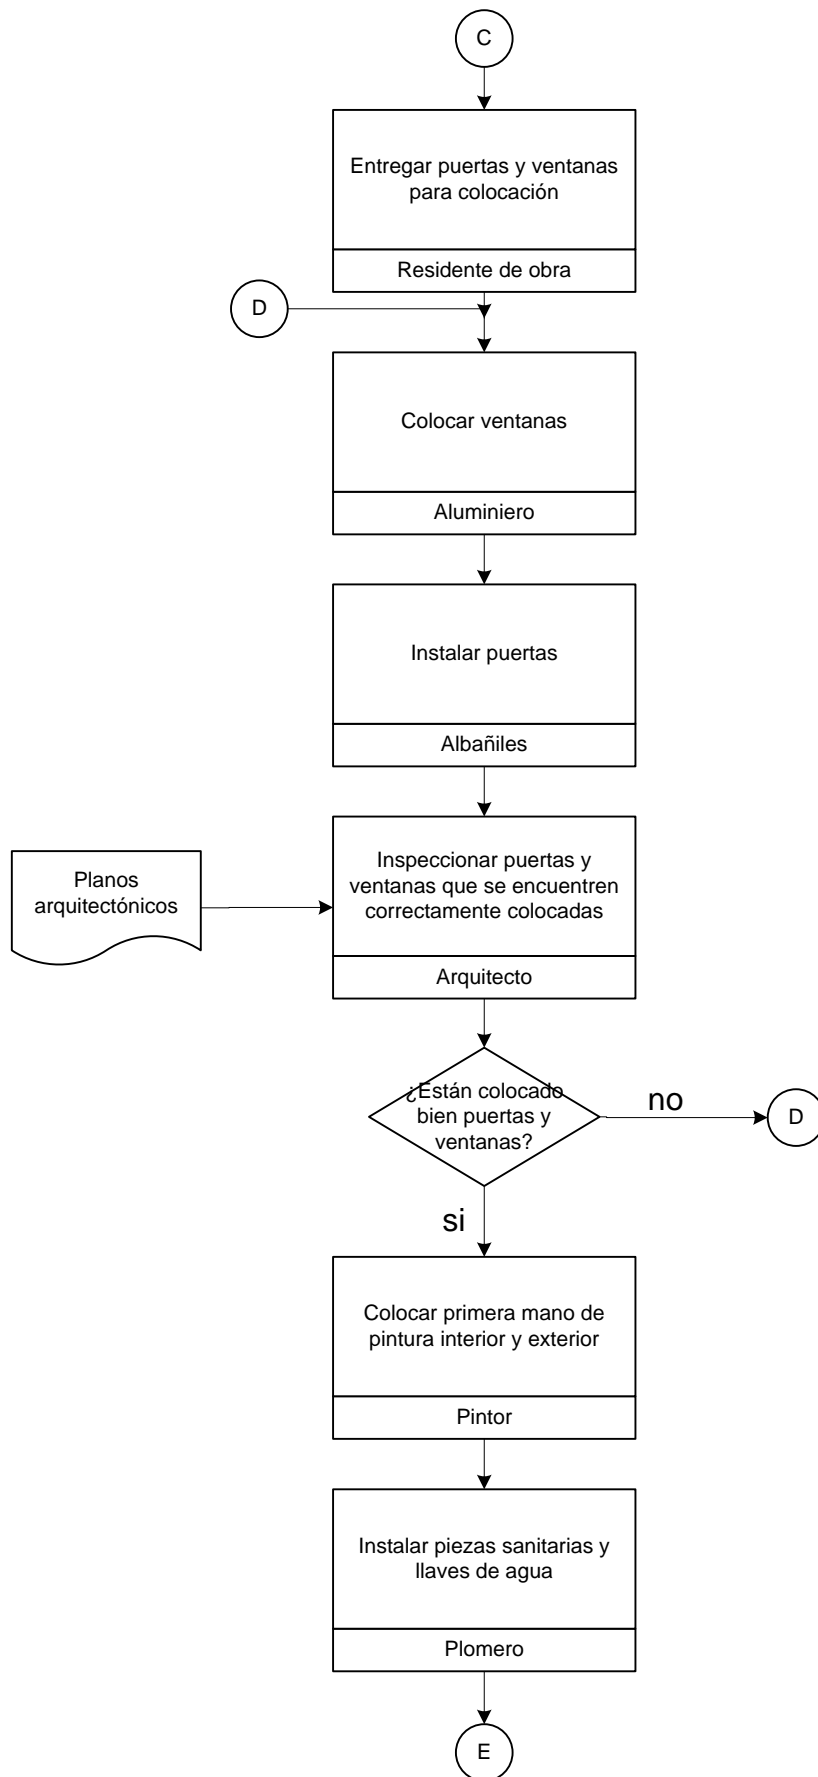 C
Entregar puertas y ventanas
para colocación
Residente de obra
D
Colocar ventanas
Aluminiero
Instalar puertas
Albañiles
Planos
arquitectónicos
Inspeccionar puertas y
ventanas que se encuentren
correctamente colocadas
Arquitecto
¿Están colocado
bien puertas y
ventanas?
no
D
si
Colocar primera mano de
pintura interior y exterior
Pintor
Instalar piezas sanitarias y
llaves de agua
Plomero
E